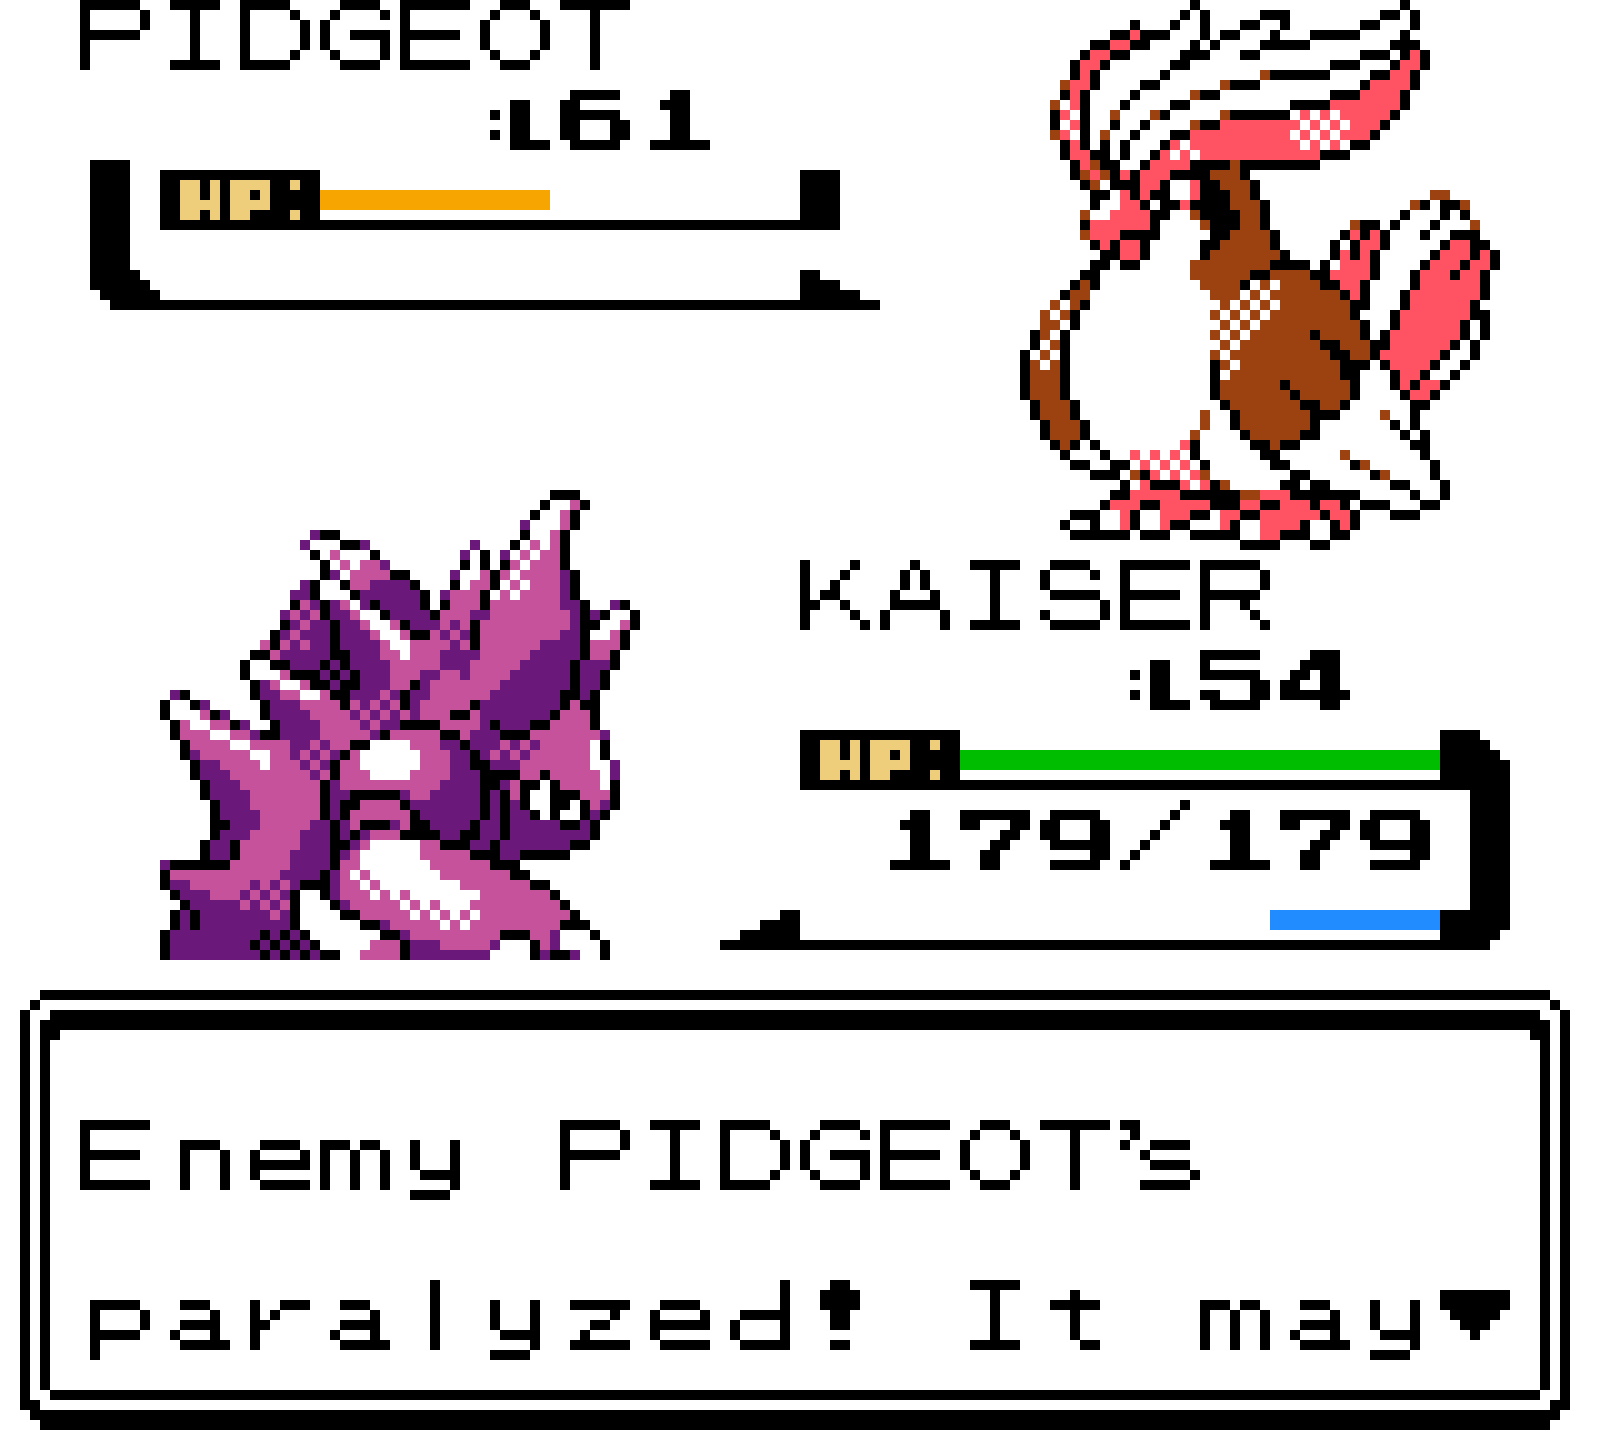 PIDGEOT
:L61
HP:
KAISER
:L54
HP:
179/179
Enemy PIDGEOT's
paralyzed! It may▼